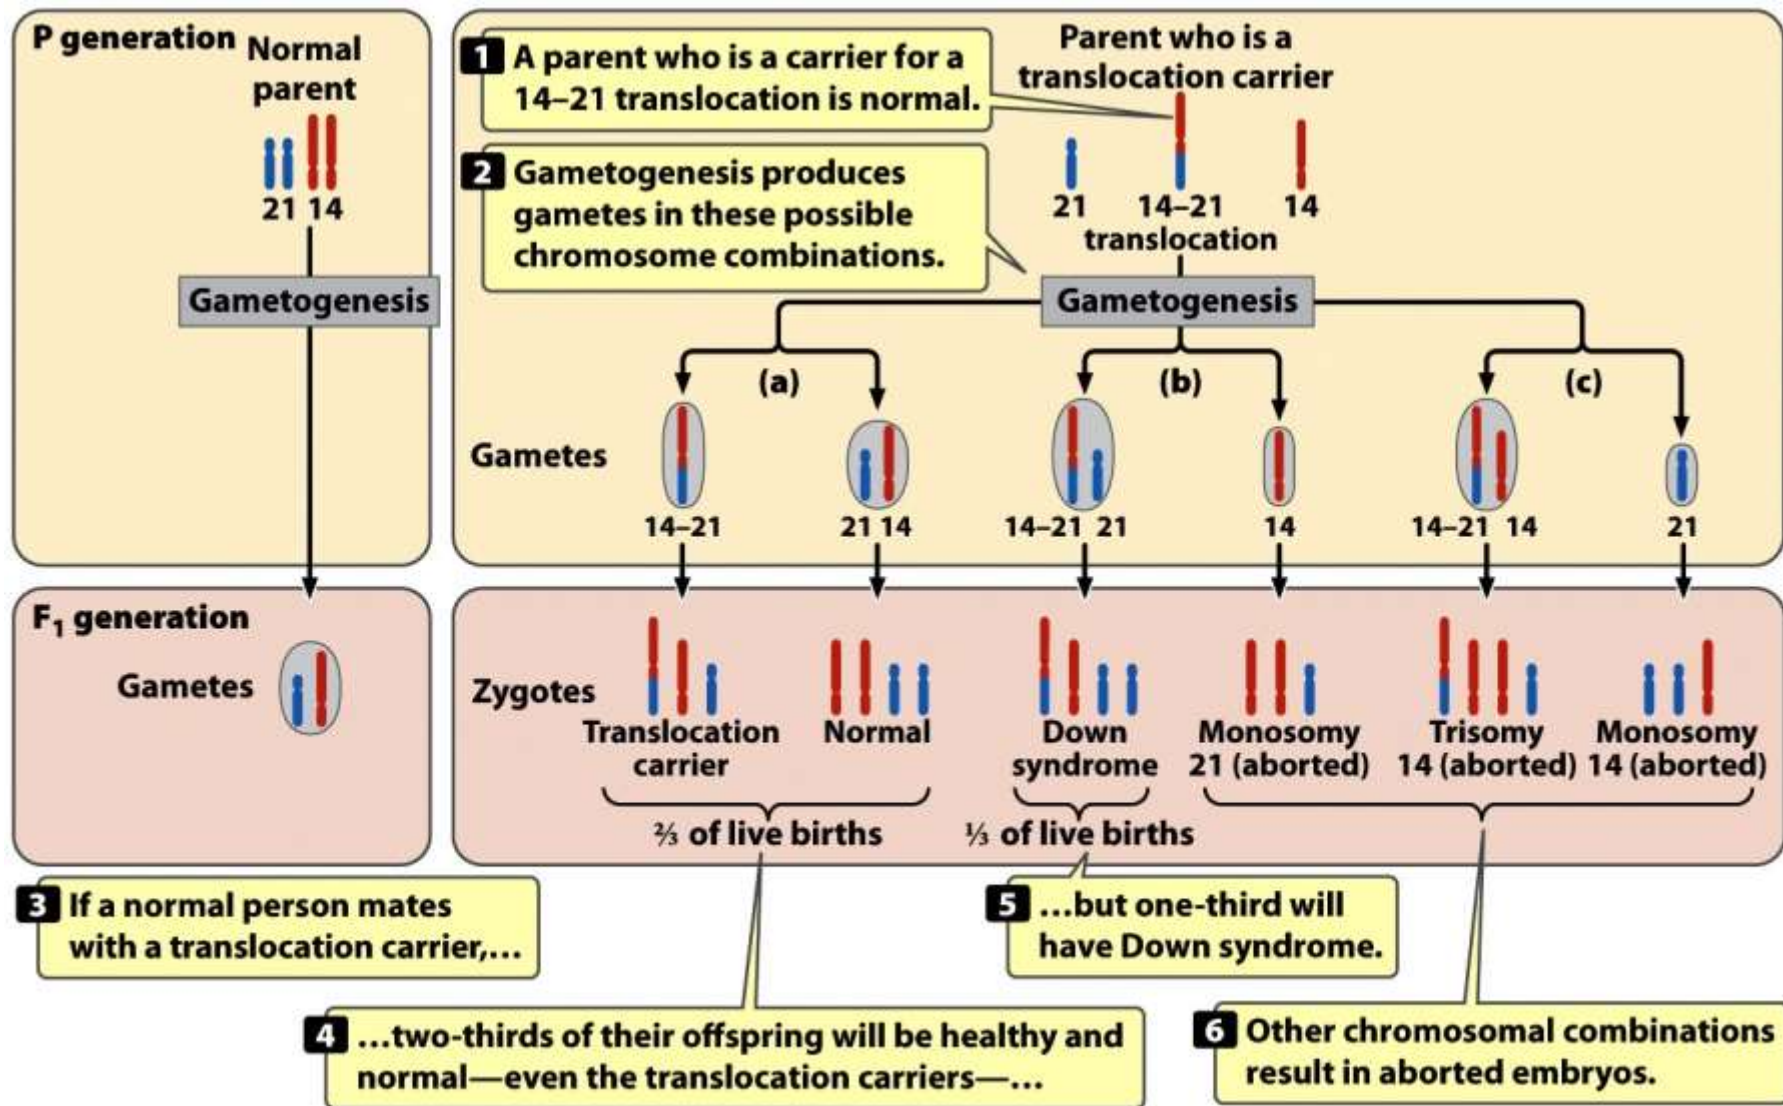 P generation
Normal
parent
21 14
Gametogenesis
1 A parent who is a carrier for a
14–21 translocation is normal.
Parent who is a
translocation carrier
2 Gametogenesis produces
gametes in these possible
chromosome combinations.
21 14–21 14
translocation
Gametogenesis
(a) (b) (c)
Gametes
14–21 21 14 14–21 21 14 14–21 14 21
F1 generation
Gametes
Zygotes
Translocation
carrier
Normal
Down
syndrome
Monosomy
21 (aborted)
Trisomy
14 (aborted)
Monosomy
14 (aborted)
⅔ of live births
⅓ of live births
3 If a normal person mates
with a translocation carrier,…
4 …two-thirds of their offspring will be healthy and
normal—even the translocation carriers—…
5 …but one-third will
have Down syndrome.
6 Other chromosomal combinations
result in aborted embryos.